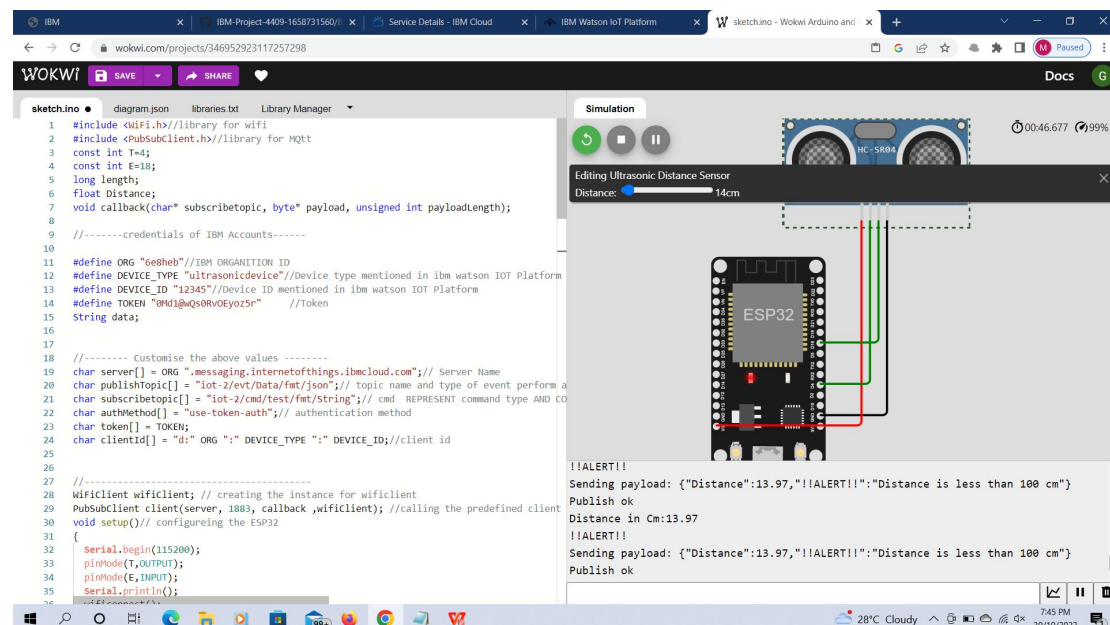 IBM
IBM-Project-4409-1658731560/
Service Details - IBM Cloud
IBM Watson IoT Platform
sketch.ino - Wokwi Arduino and
wokwi.com/projects/346952923117257298
M Paused
WOKWi
SAVE
SHARE
Docs
G
sketch.ino
diagram.json
libraries.txt
Library Manager
Simulation
1 #include <WiFi.h>//library for wifi
2 #include <PubSubClient.h>//library for MQtt
3 const int T=4;
4 const int E=18;
5 long length;
6 float Distance;
7 void callback(char* subscribetopic, byte* payload, unsigned int payloadLength);
8
9 //-------credentials of IBM Accounts------
10
11 #define ORG "6e8heb"//IBM ORGANITION ID
12 #define DEVICE_TYPE "ultrasonicdevice"//Device type mentioned in ibm watson IOT Platform
13 #define DEVICE_ID "12345"//Device ID mentioned in ibm watson IOT Platform
14 #define TOKEN "0Md1@wQs0RvOEyoz5r" //Token
15 String data;
16
17
18 //-------- Customise the above values --------
19 char server[] = ORG ".messaging.internetofthings.ibmcloud.com";// Server Name
20 char publishTopic[] = "iot-2/evt/Data/fmt/json";// topic name and type of event perform a
21 char subscribetopic[] = "iot-2/cmd/test/fmt/String";// cmd REPRESENT command type AND CO
22 char authMethod[] = "use-token-auth";// authentication method
23 char token[] = TOKEN;
24 char clientId[] = "d:" ORG ":" DEVICE_TYPE ":" DEVICE_ID;//client id
25
26
27 //-----------------------------------------
28 WiFiClient wifiClient; // creating the instance for wificlient
29 PubSubClient client(server, 1883, callback ,wifiClient); //calling the predefined client
30 void setup()// configureing the ESP32
31 {
32 Serial.begin(115200);
33 pinMode(T,OUTPUT);
34 pinMode(E,INPUT);
35 Serial.println();
00:46.677 99%
HC-SR04
Editing Ultrasonic Distance Sensor
Distance: 14cm
ESP32
!!ALERT!!
Sending payload: {"Distance":13.97,"!!ALERT!!":"Distance is less than 100 cm"}
Publish ok
Distance in Cm:13.97
!!ALERT!!
Sending payload: {"Distance":13.97,"!!ALERT!!":"Distance is less than 100 cm"}
Publish ok
99+
28°C Cloudy
7:45 PM